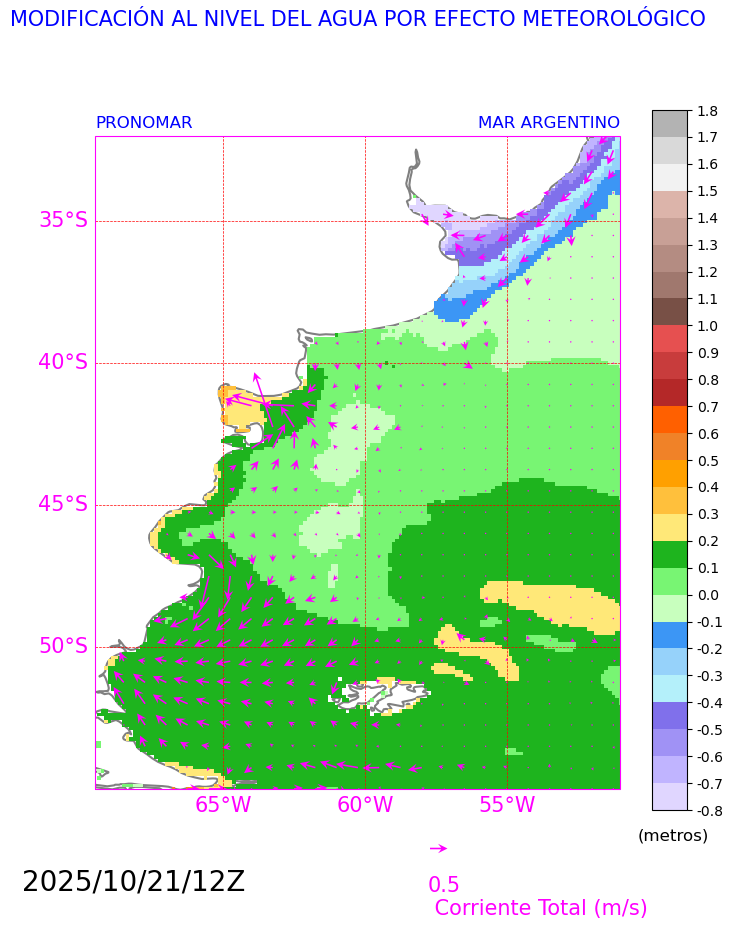 MODIFICACIÓN AL NIVEL DEL AGUA POR EFECTO METEOROLÓGICO
PRONOMAR
MAR ARGENTINO
35°S
40°S
45°S
50°S
65°W
60°W
55°W
1.8
1.7
1.6
1.5
1.4
1.3
1.2
1.1
1.0
0.9
0.8
0.7
0.6
0.5
0.4
0.3
0.2
0.1
0.0
-0.1
-0.2
-0.3
-0.4
-0.5
-0.6
-0.7
-0.8
(metros)
2025/10/21/12Z
0.5
Corriente Total (m/s)